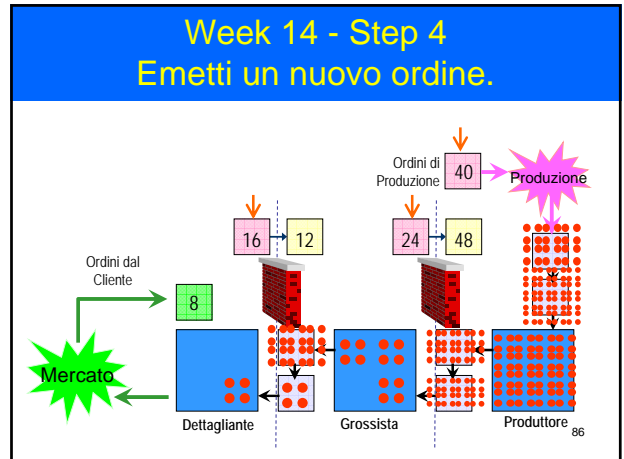 Week 14 - Step 4
Emetti un nuovo ordine.
Ordini di
Produzione
40
Produzione
16
12
24
48
Ordini dal
Cliente
8
Mercato
Dettagliante
Grossista
Produttore
86